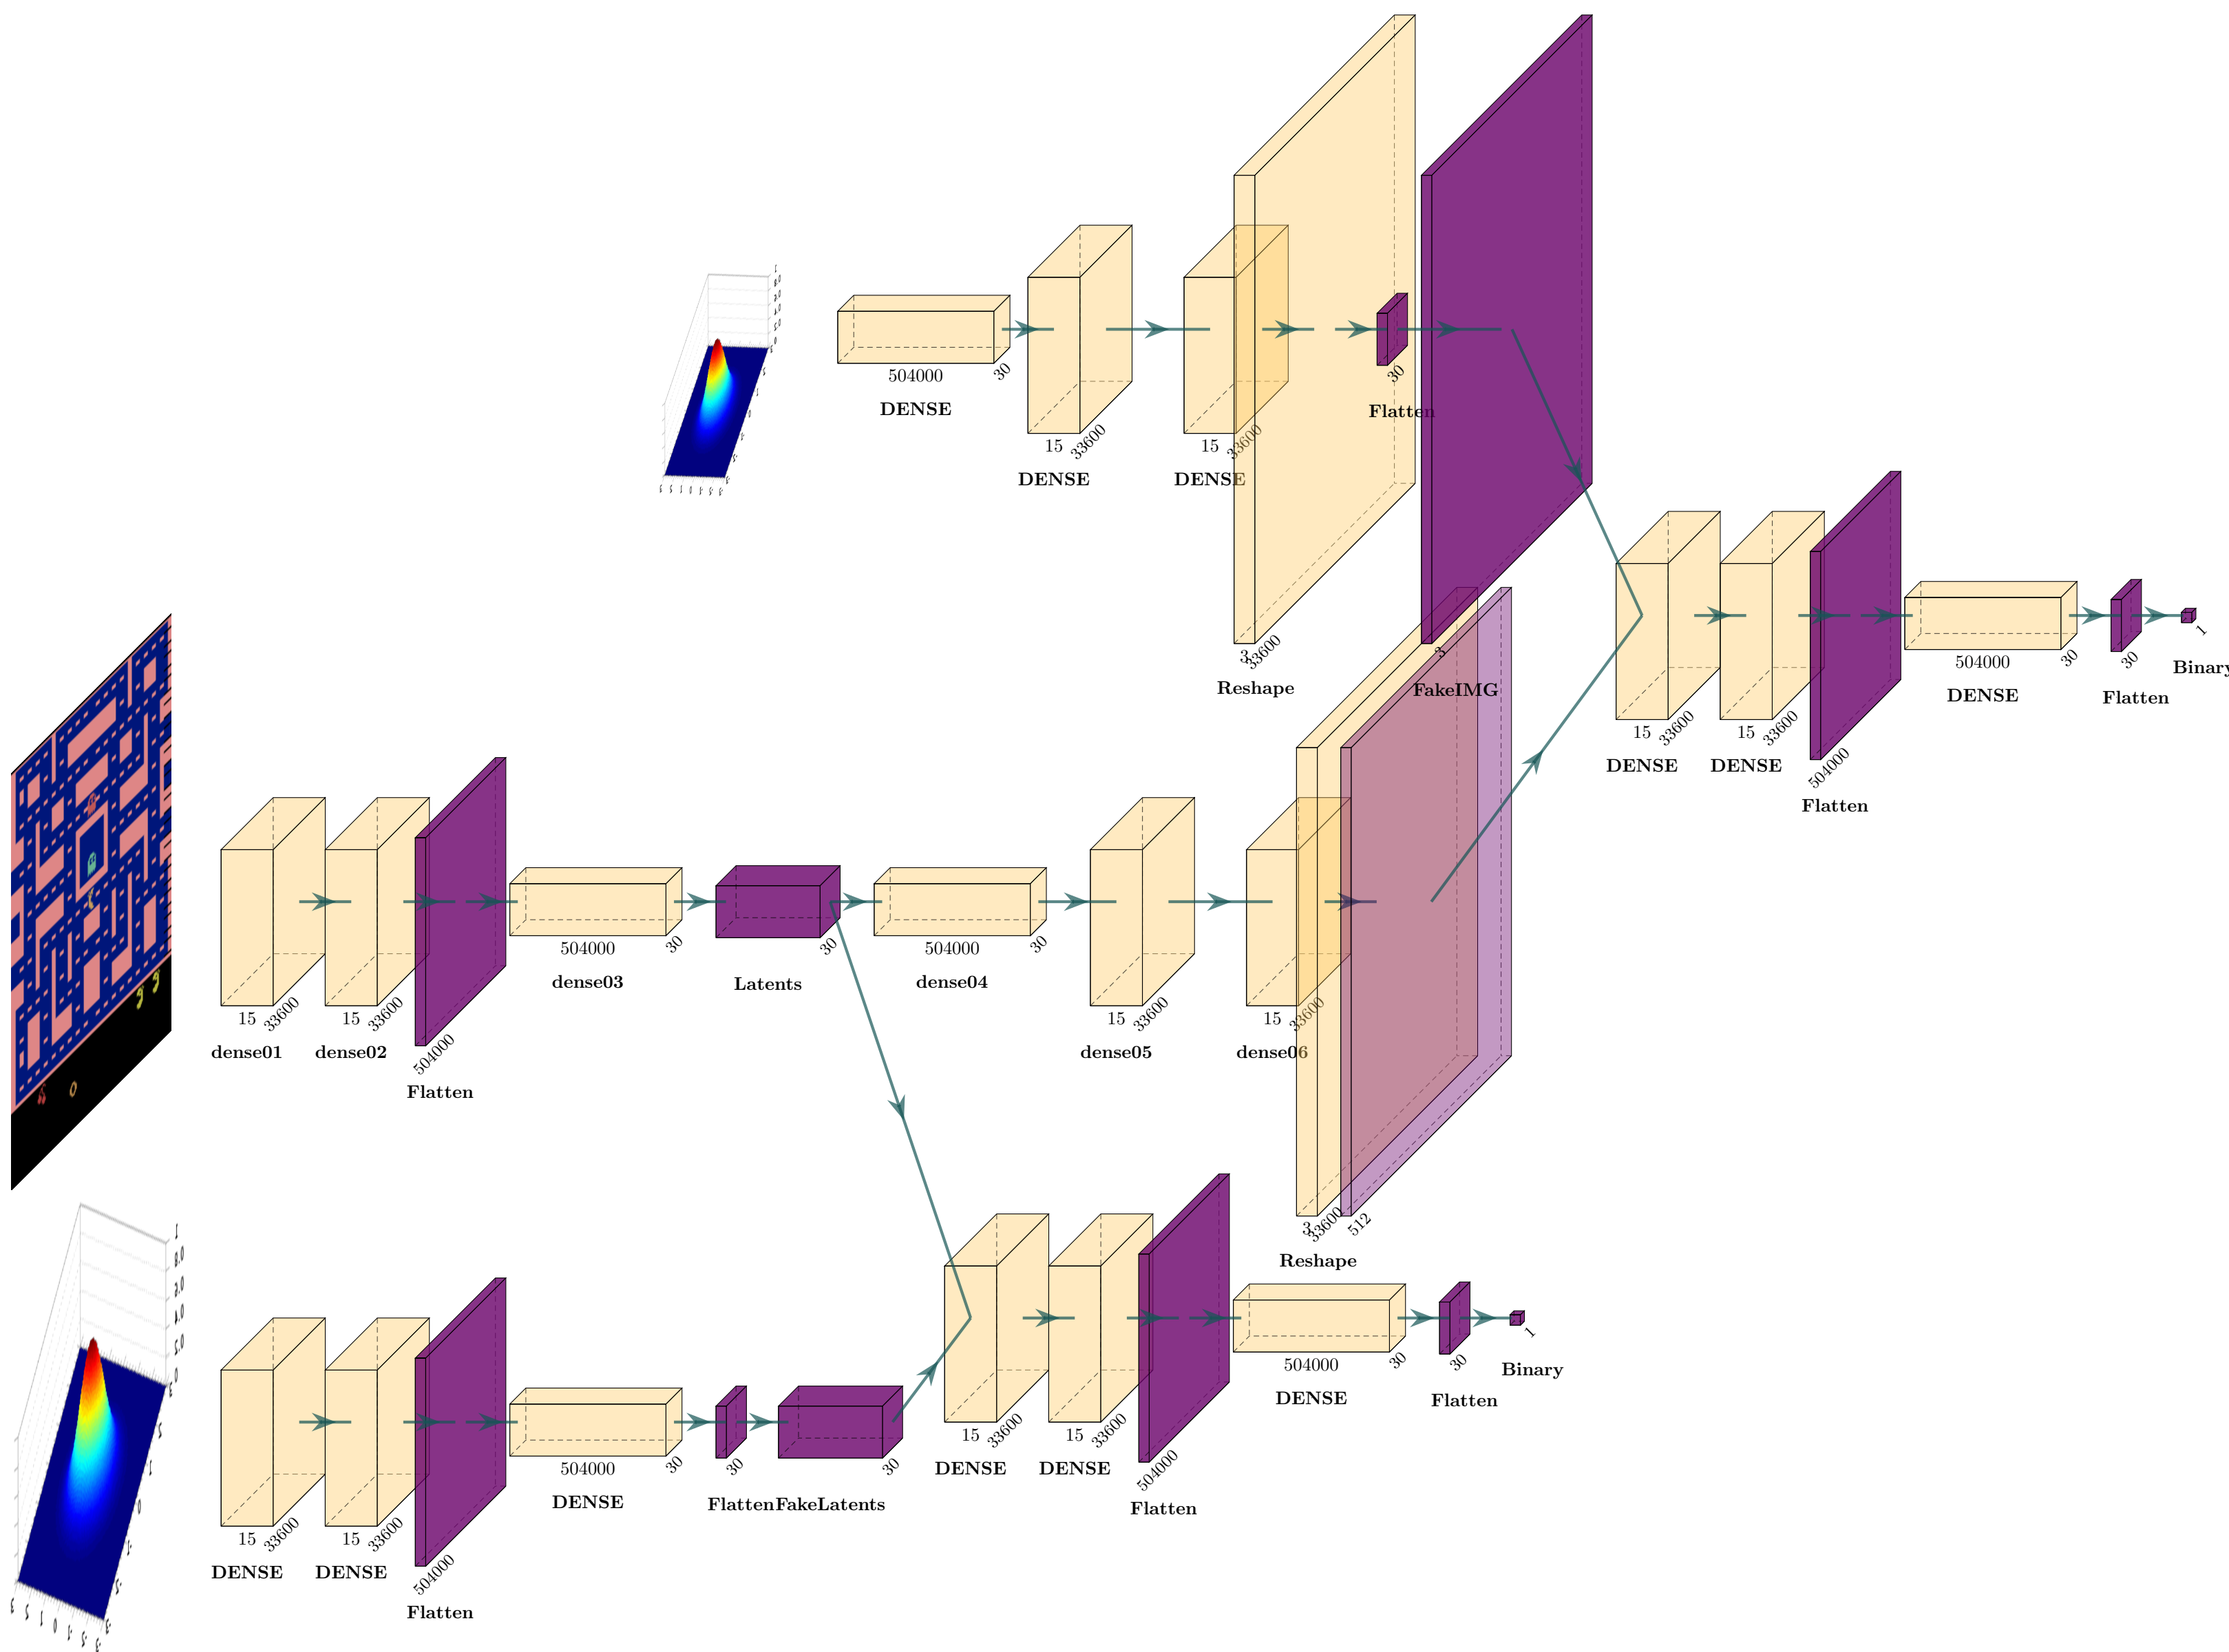 504000
30
DENSE
15
33600
DENSE
15
33600
DENSE
3
33600
Reshape
30
Flatten
3
FakeIMG
15
33600
DENSE
15
33600
DENSE
504000
Flatten
504000
30
DENSE
30
Flatten
1
Binary
15
33600
dense01
15
33600
dense02
504000
Flatten
504000
30
dense03
30
Latents
504000
30
dense04
15
33600
dense05
15
33600
dense06
3
33600
Reshape
512
15
33600
DENSE
15
33600
DENSE
504000
Flatten
504000
30
DENSE
30
Flatten
30
FakeLatents
15
33600
DENSE
15
33600
DENSE
504000
Flatten
504000
30
DENSE
30
Flatten
1
Binary